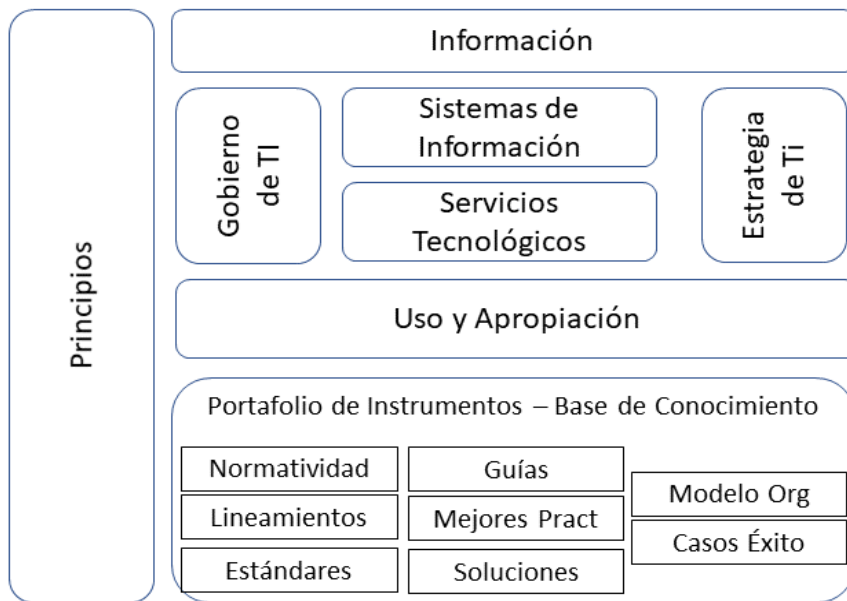 Principios
Información
Gobierno
de TI
Sistemas de
Información
Servicios
Tecnológicos
Estrategia
de Ti
Uso y Apropiación
Portafolio de Instrumentos – Base de Conocimiento
Normatividad
Lineamientos
Estándares
Guías
Mejores Pract
Soluciones
Modelo Org
Casos Éxito